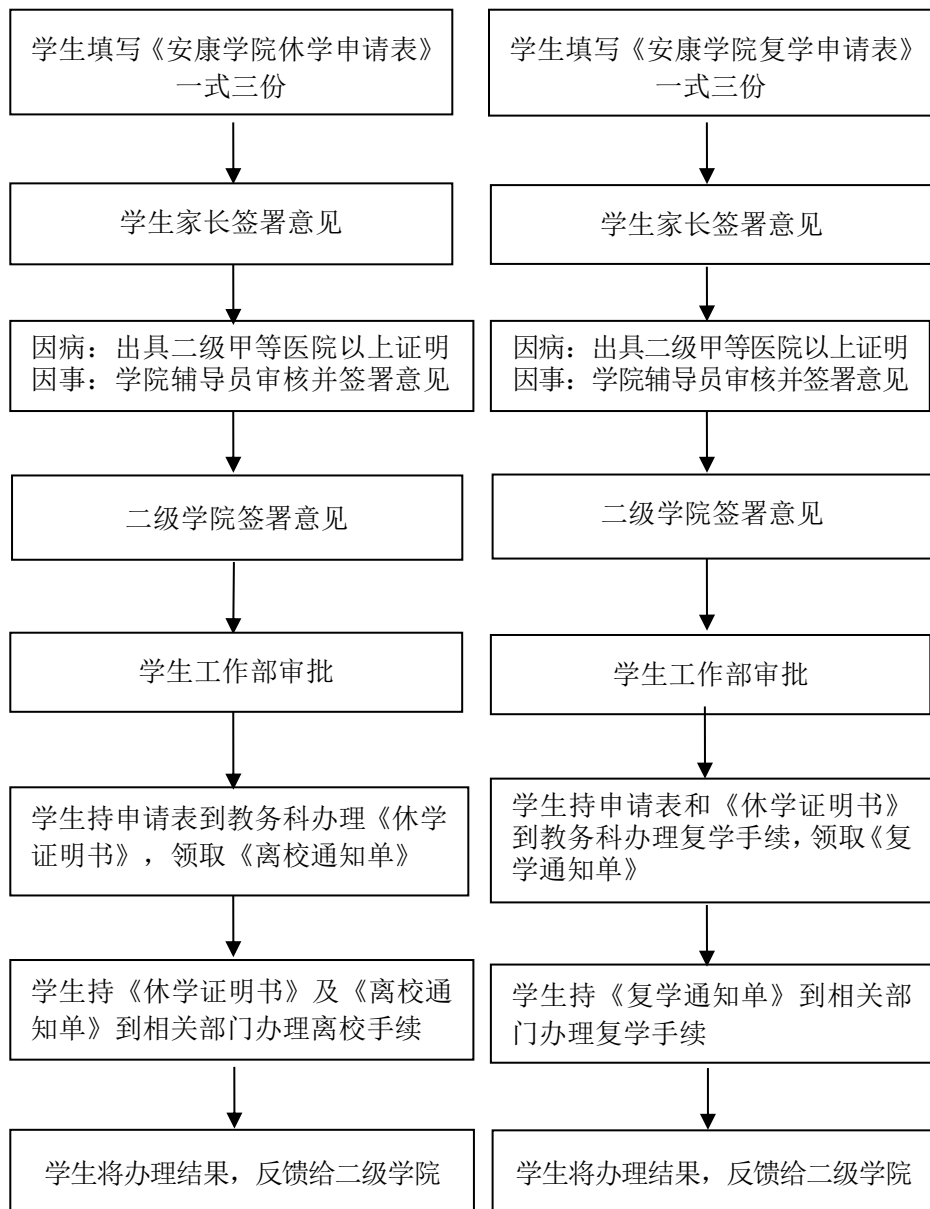 学生填写《安康学院休学申请表》
一式三份
学生家长签署意见
因病：出具二级甲等医院以上证明
因事：学院辅导员审核并签署意见
二级学院签署意见
学生工作部审批
学生持申请表到教务科办理《休学
证明书》，领取《离校通知单》
学生持《休学证明书》及《离校通
知单》到相关部门办理离校手续
学生将办理结果，反馈给二级学院
学生填写《安康学院复学申请表》
一式三份
学生家长签署意见
因病：出具二级甲等医院以上证明
因事：学院辅导员审核并签署意见
二级学院签署意见
学生工作部审批
学生持申请表和《休学证明书》
到教务科办理复学手续，领取《复
学通知单》
学生持《复学通知单》到相关部
门办理复学手续
学生将办理结果，反馈给二级学院